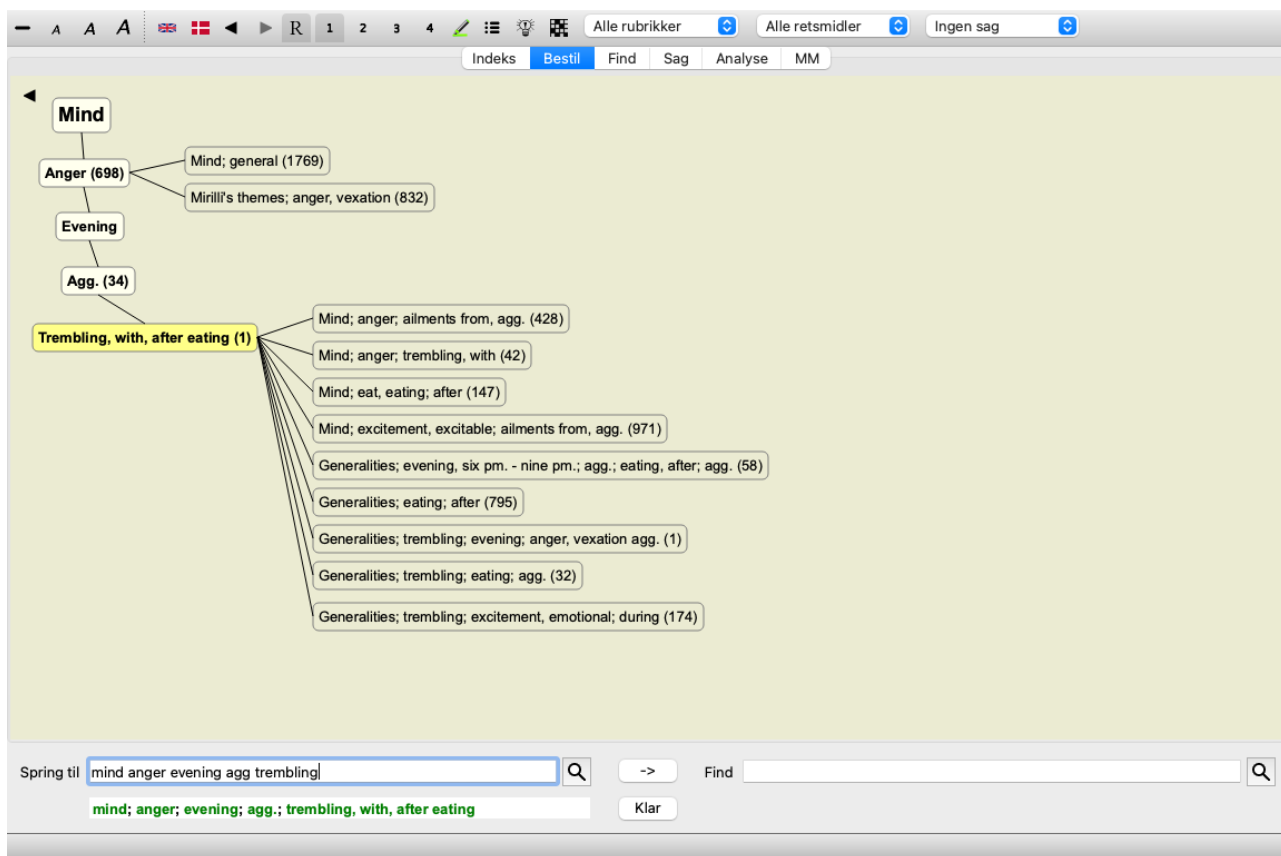 A A A R 1 2 3 4 Alle rubrikker Alle retsmidler Ingen sag
Indeks Bestil Find Sag Analyse MM
Mind
Anger (698)
Mind; general (1769)
Mirilli's themes; anger, vexation (832)
Evening
Agg. (34)
Trembling, with, after eating (1)
Mind; anger; ailments from, agg. (428)
Mind; anger; trembling, with (42)
Mind; eat, eating; after (147)
Mind; excitement, excitable; ailments from, agg. (971)
Generalities; evening, six pm. - nine pm.; agg.; eating, after; agg. (58)
Generalities; eating; after (795)
Generalities; trembling; evening; anger, vexation agg. (1)
Generalities; trembling; eating; agg. (32)
Generalities; trembling; excitement, emotional; during (174)
Spring til mind anger evening agg trembling -> Find
mind; anger; evening; agg.; trembling, with, after eating Klar